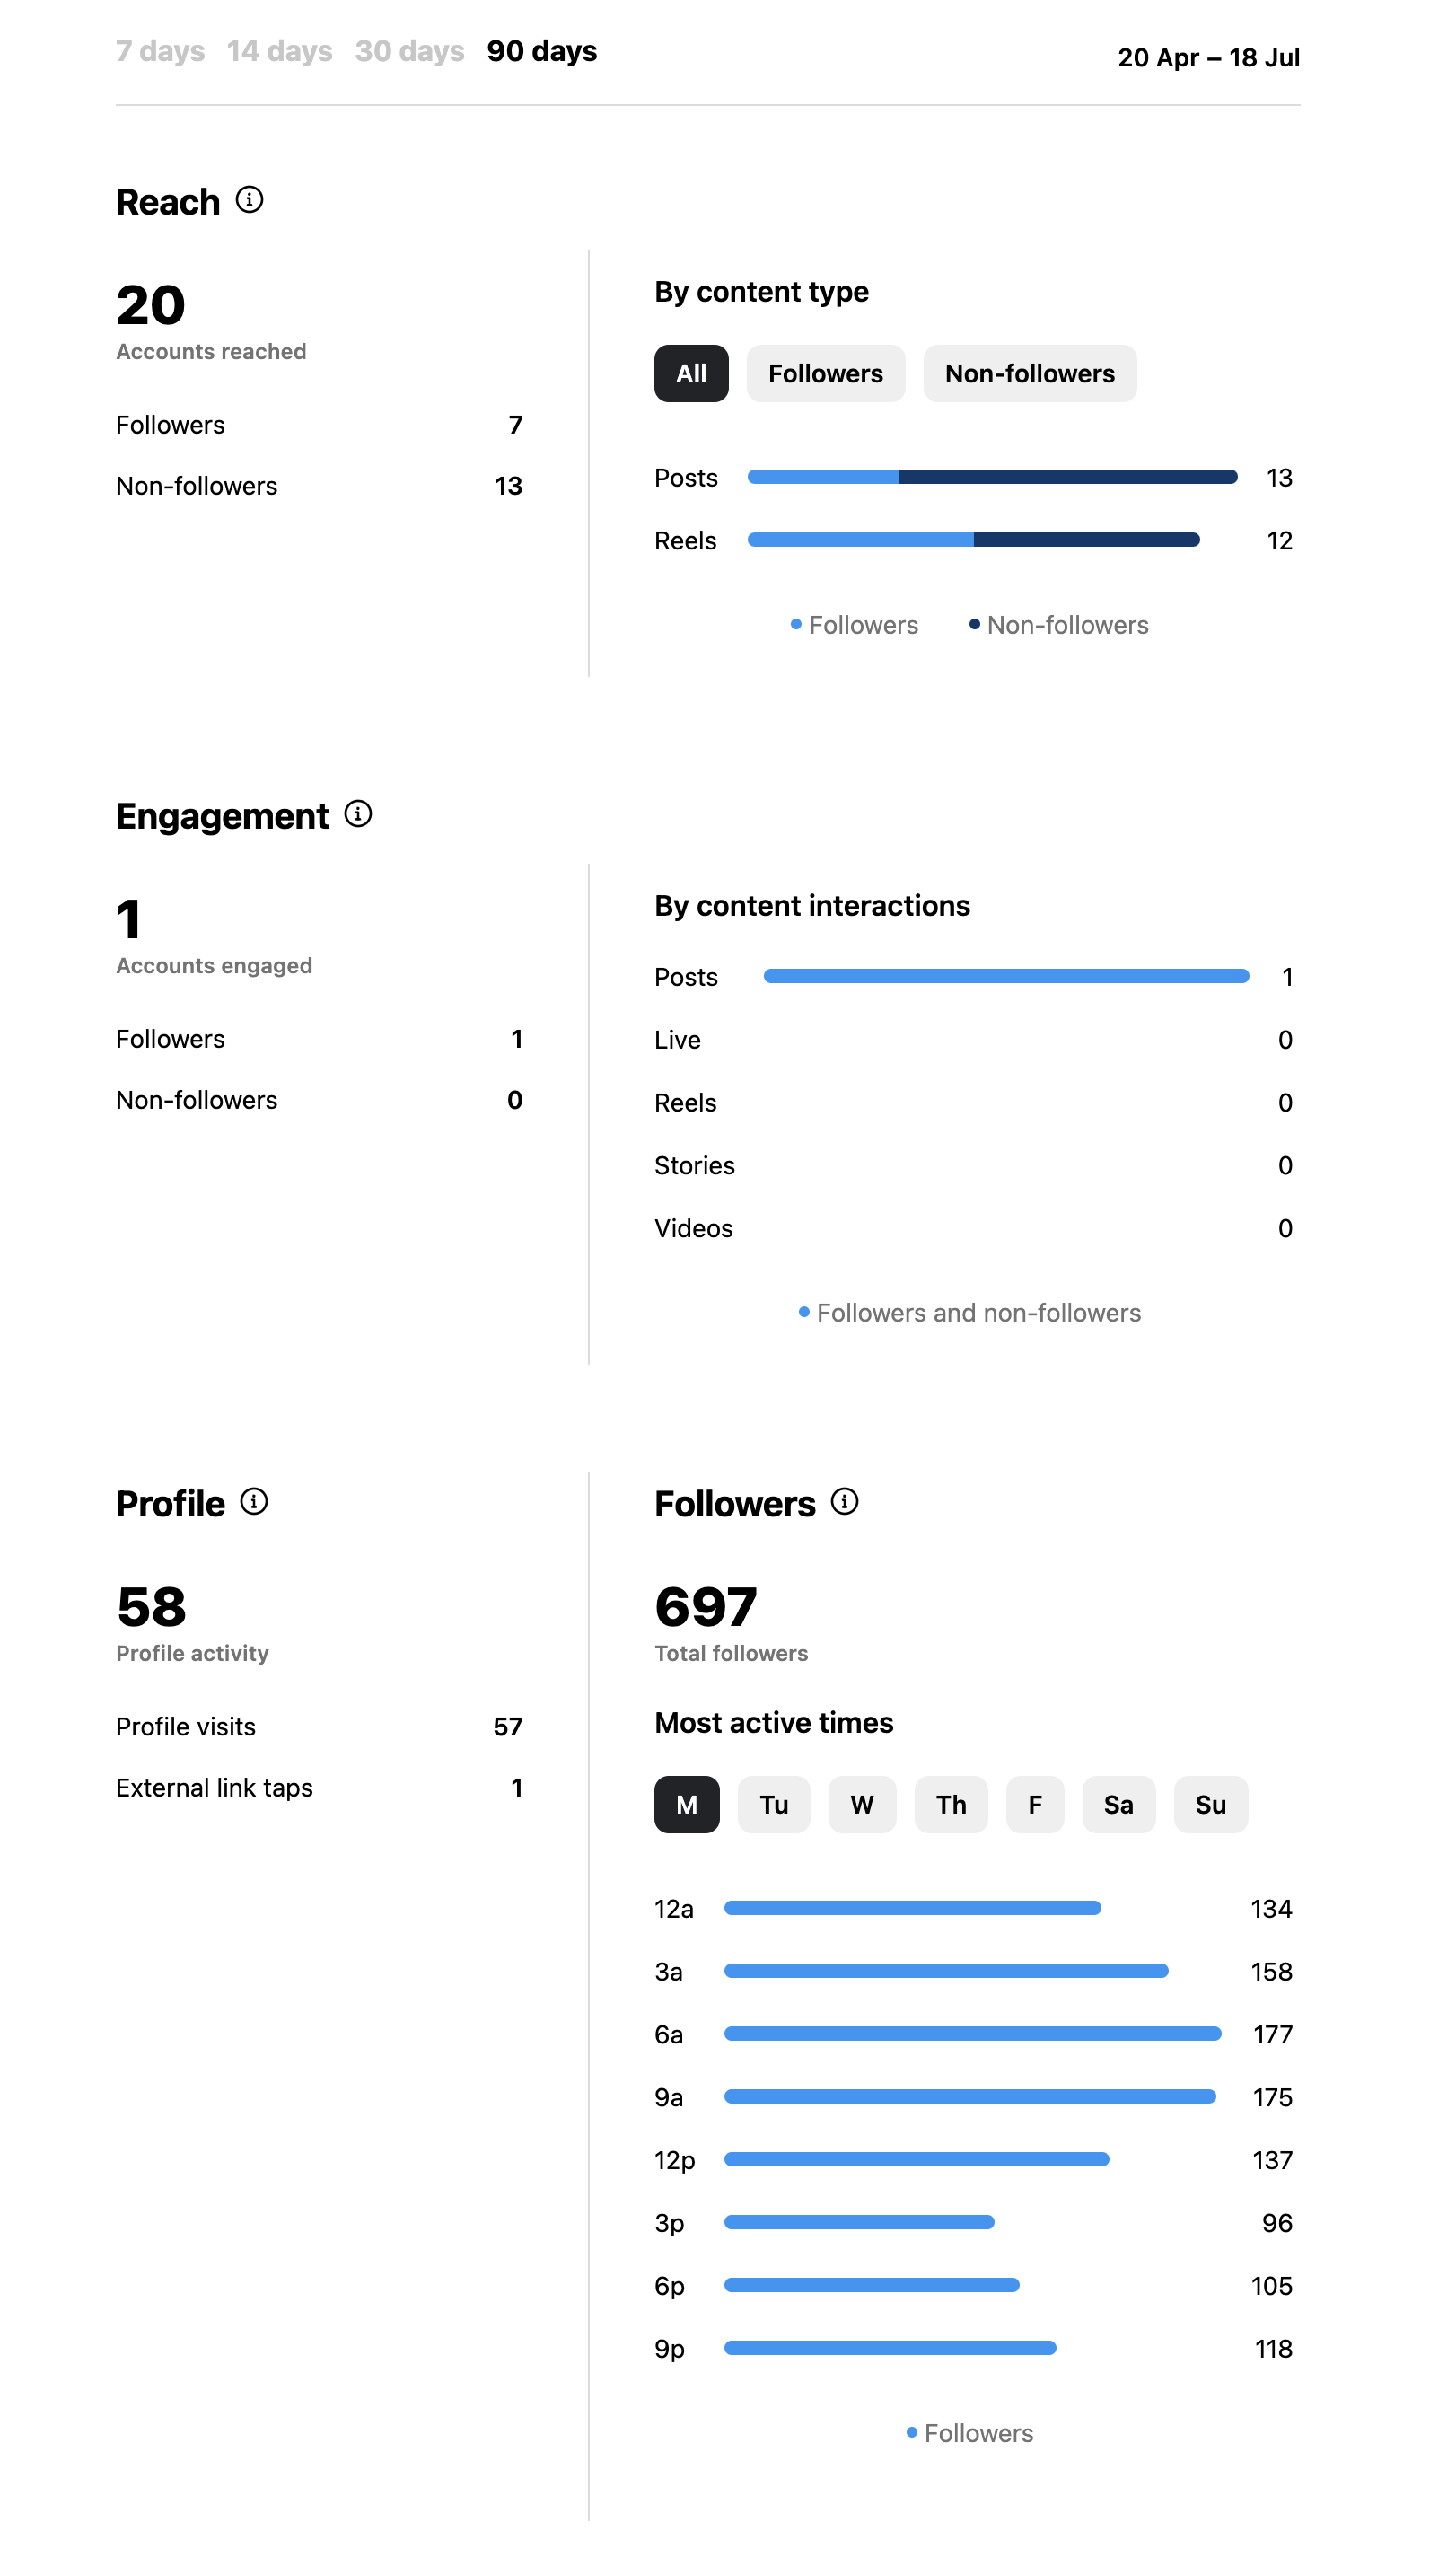 7 days 14 days 30 days 90 days
20 Apr – 18 Jul
Reach
20
Accounts reached
Followers 7
Non-followers 13
By content type
All Followers Non-followers
Posts 13
Reels 12
Followers Non-followers
Engagement
1
Accounts engaged
Followers 1
Non-followers 0
By content interactions
Posts 1
Live 0
Reels 0
Stories 0
Videos 0
Followers and non-followers
Profile
58
Profile activity
Profile visits 57
External link taps 1
Followers
697
Total followers
Most active times
M Tu W Th F Sa Su
12a 134
3a 158
6a 177
9a 175
12p 137
3p 96
6p 105
9p 118
Followers